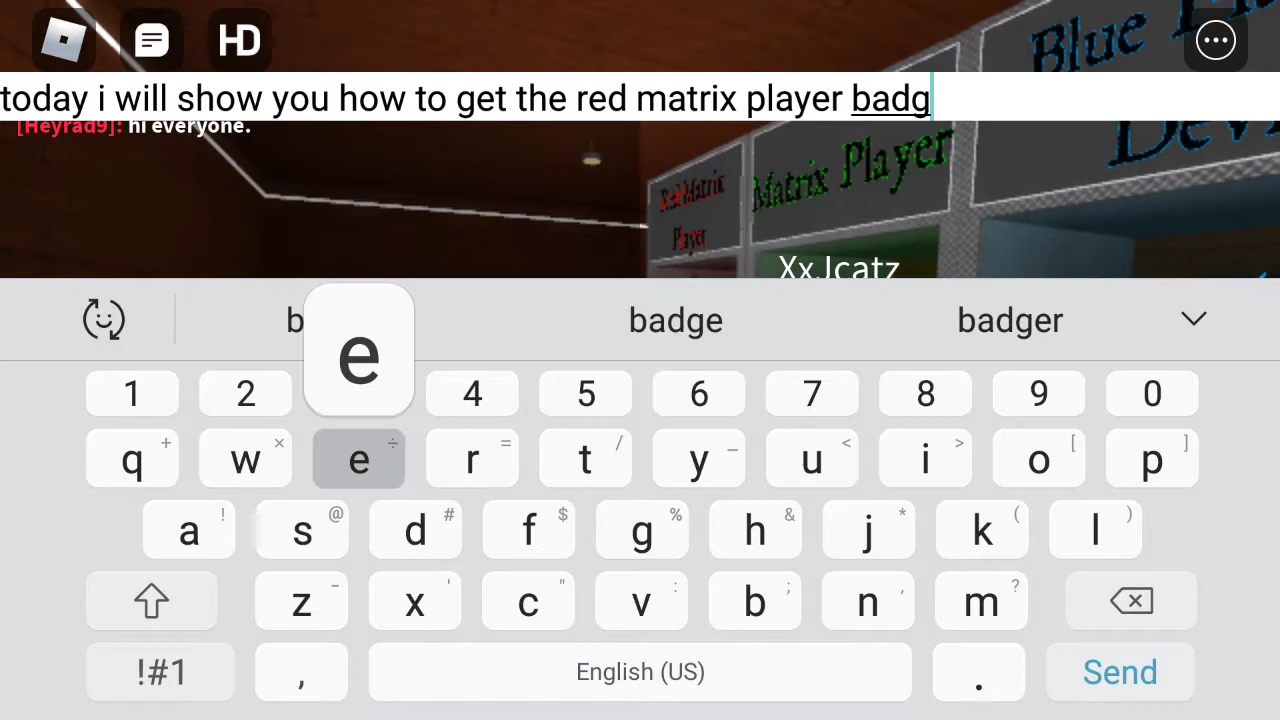 HD
Blue
today i will show you how to get the red matrix player badg
[Heyrad9]: hi everyone.
Red Matrix
Player
Matrix Player
XxJcatz
badge
badger
e
1 2 4 5 6 7 8 9 0
q + w × e ÷ r = t / y – u < i > o [ p ]
a ! s @ d # f $ g % h & j * k ( l )
z - x ' c " v : b ; n , m ?
!#1 , English (US) . Send